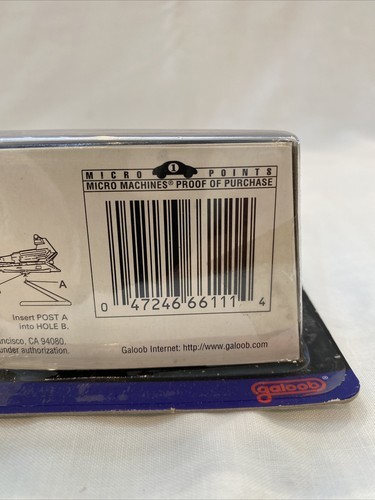 MICRO 1 POINTS
MICRO MACHINES® PROOF OF PURCHASE
A
0 47246 66111 4
Insert POST A
into HOLE B.
ncisco, CA 94080.
under authorization.
Galoob Internet: http://www.galoob.com
galoob